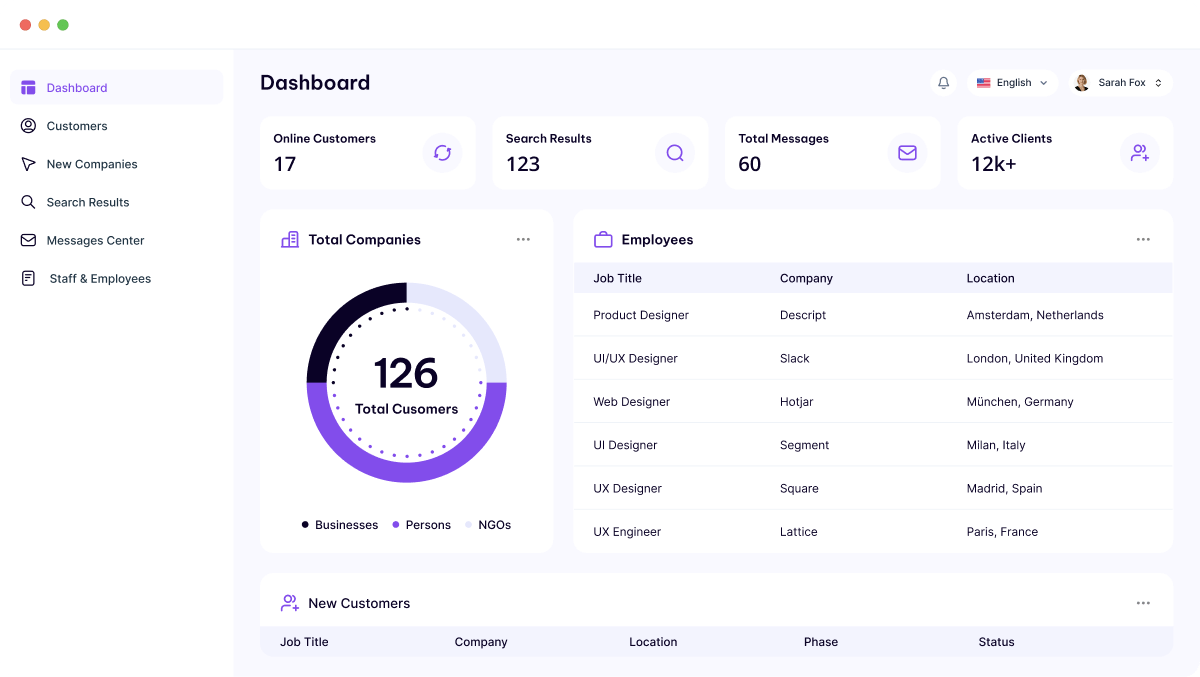 Dashboard
Customers
New Companies
Search Results
Messages Center
Staff & Employees
Dashboard
English
Sarah Fox
Online Customers
17
Search Results
123
Total Messages
60
Active Clients
12k+
Total Companies
126
Total Cusomers
Businesses Persons NGOs
Employees
Job Title Company Location
Product Designer Descript Amsterdam, Netherlands
UI/UX Designer Slack London, United Kingdom
Web Designer Hotjar München, Germany
UI Designer Segment Milan, Italy
UX Designer Square Madrid, Spain
UX Engineer Lattice Paris, France
New Customers
Job Title Company Location Phase Status